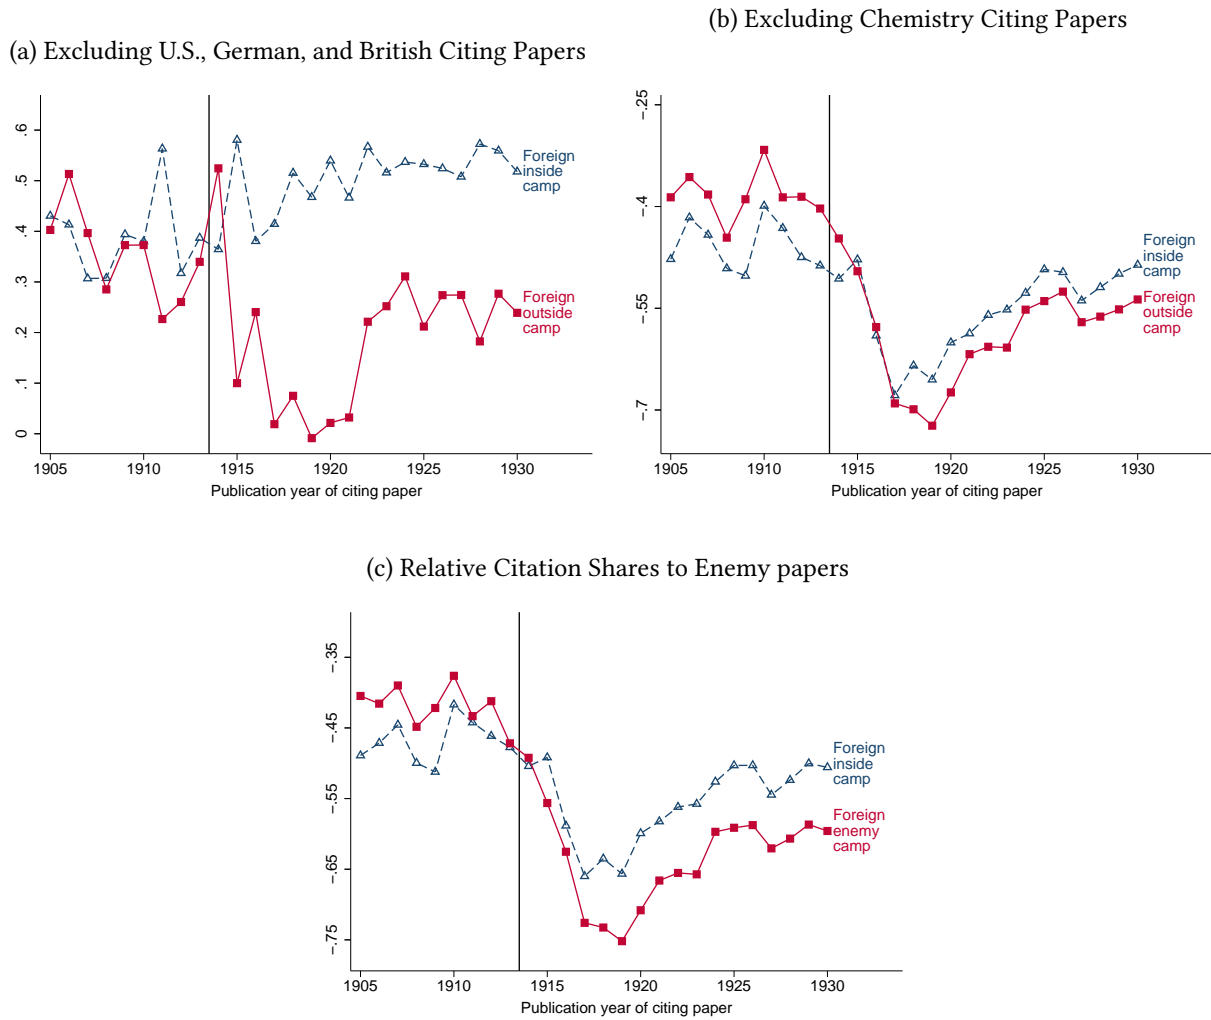 (a) Excluding U.S., German, and British Citing Papers
.6
.5
.4
.3
.2
.1
0
Foreign
inside
camp
Foreign
outside
camp
1905 1910 1915 1920 1925 1930
Publication year of citing paper
(b) Excluding Chemistry Citing Papers
-.25
-.4
-.55
-.7
Foreign
inside
camp
Foreign
outside
camp
1905 1910 1915 1920 1925 1930
Publication year of citing paper
(c) Relative Citation Shares to Enemy papers
-.35
-.45
-.55
-.65
-.75
Foreign
inside
camp
Foreign
enemy
camp
1905 1910 1915 1920 1925 1930
Publication year of citing paper